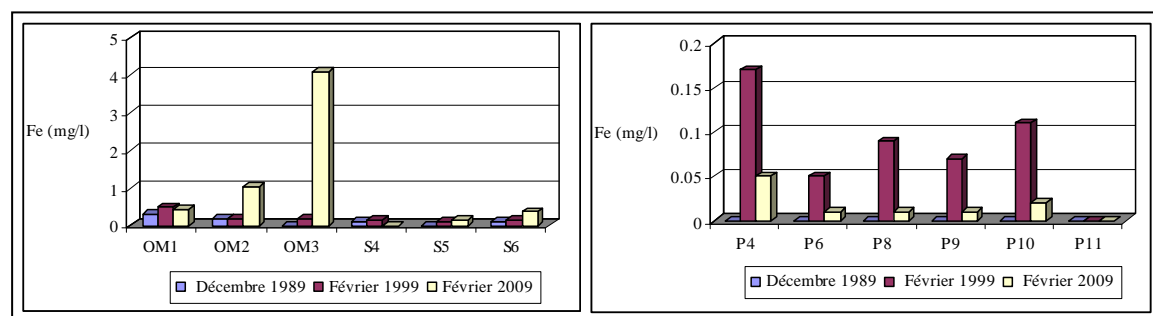 5
4
3
2
1
0
Fe (mg/l)
OM1 OM2 OM3 S4 S5 S6
Décembre 1989 Février 1999 Février 2009
0.2
0.15
0.1
0.05
0
Fe (mg/l)
P4 P6 P8 P9 P10 P11
Décembre 1989 Février 1999 Février 2009